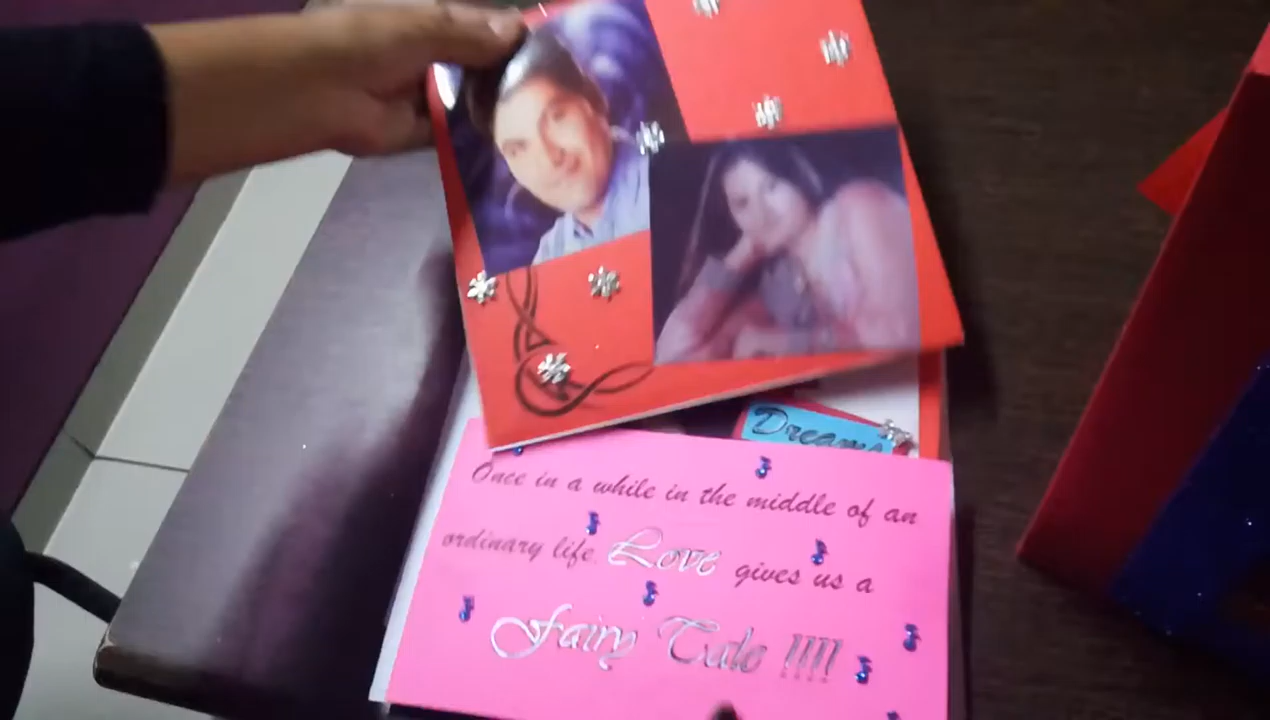 Dreams
Once in a while in the middle of an
ordinary life. Love gives us a
Fairy Tale !!!!